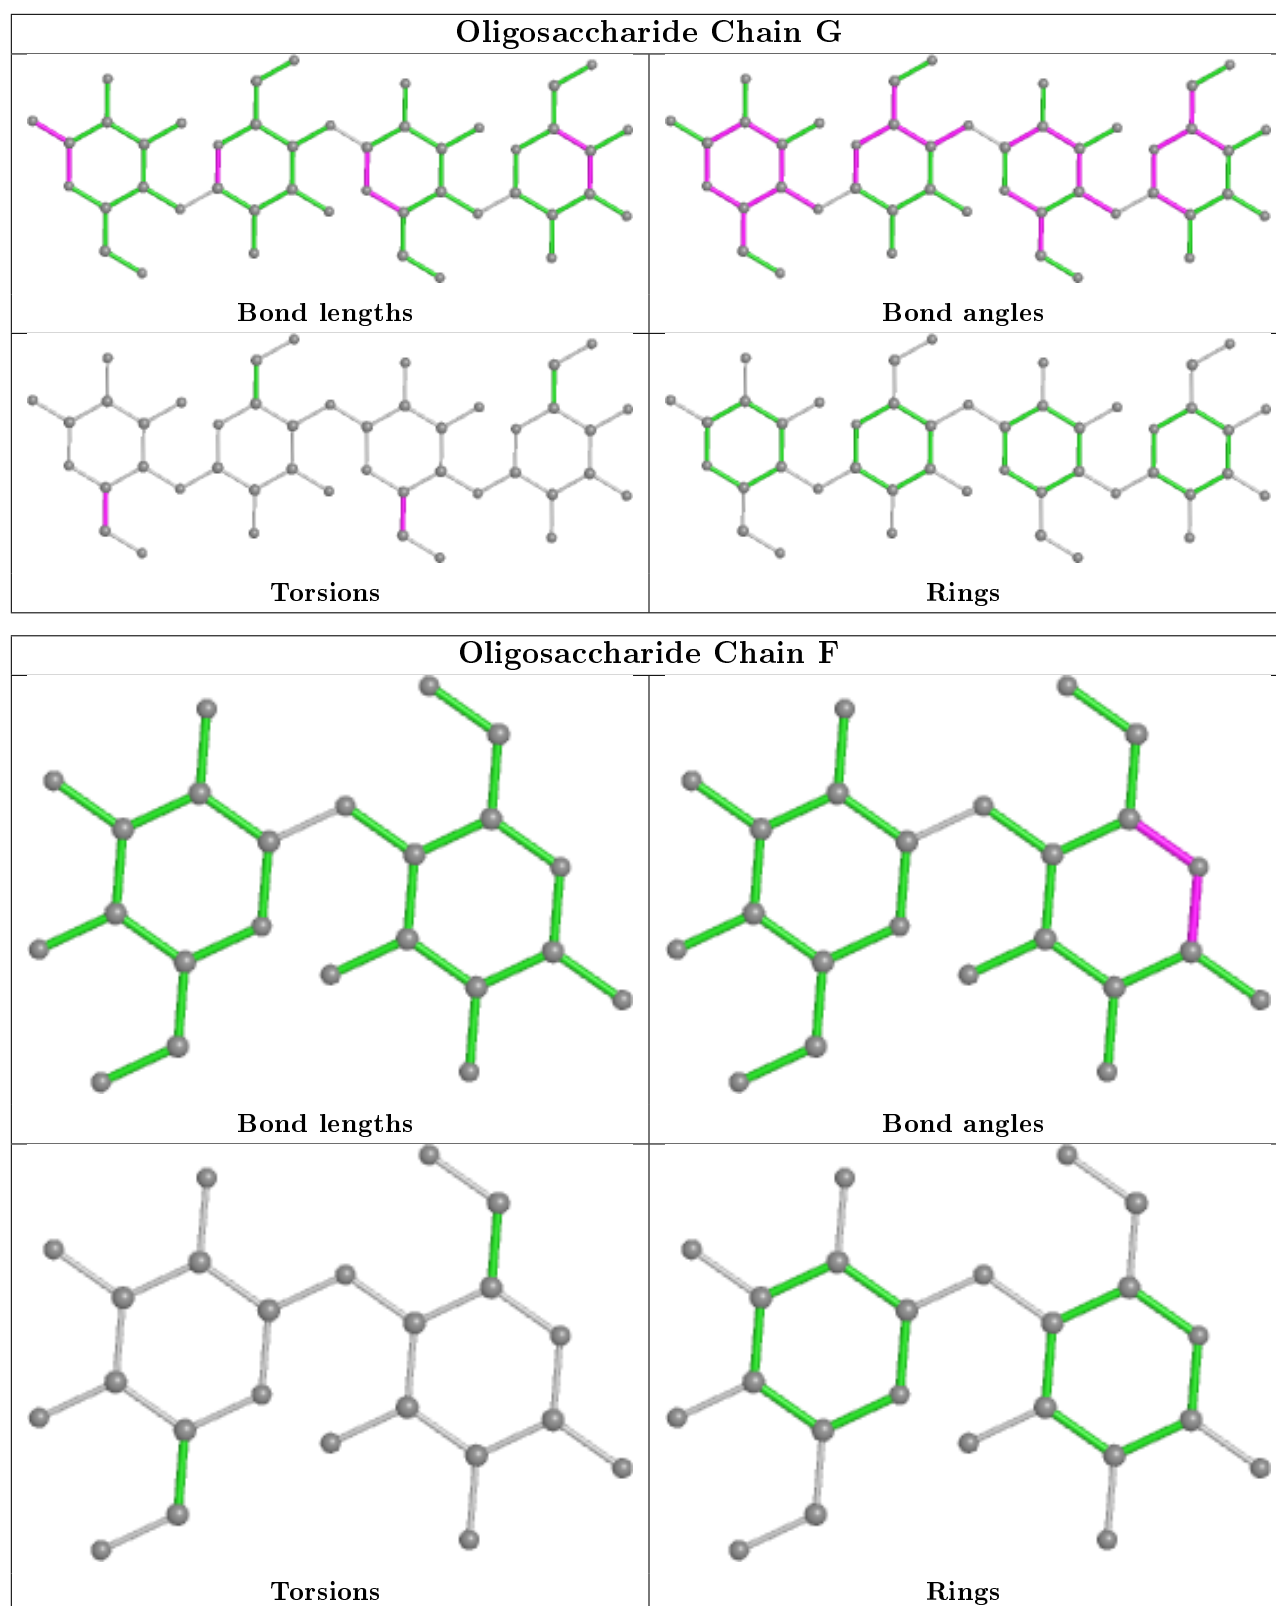 Oligosaccharide Chain G
Bond lengths
Bond angles
Torsions
Rings
Oligosaccharide Chain F
Bond lengths
Bond angles
Torsions
Rings